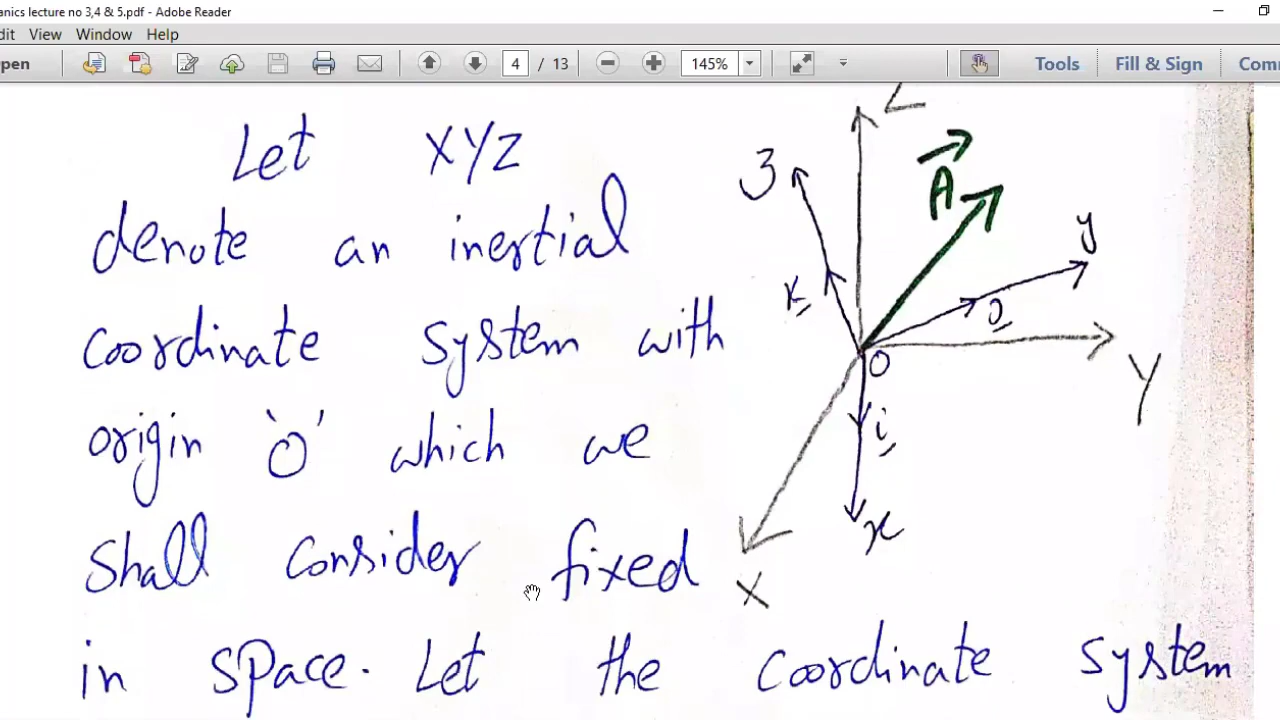 anics lecture no 3,4 & 5.pdf - Adobe Reader
dit View Window Help
pen 4 / 13 145% Tools Fill & Sign Com
Let XYZ
denote an inertial
coordinate system with
origin 'O' which we
shall consider fixed
in space. Let the coordinate system
Z
z
A
y
k
O
Y
i
x
X